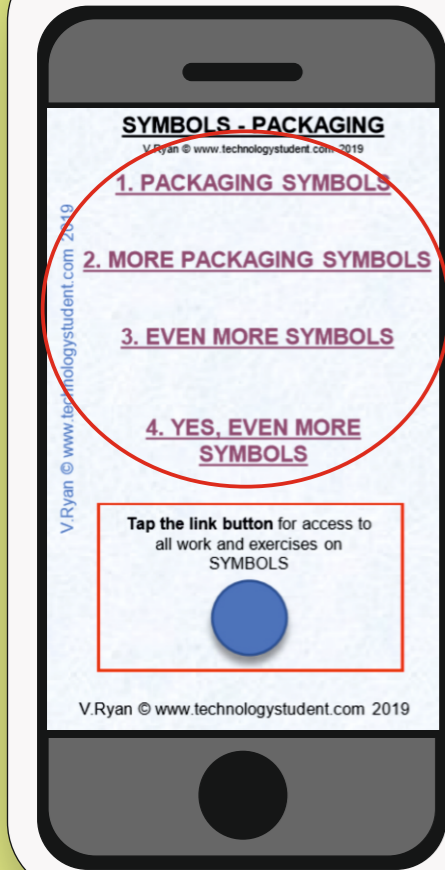 SYMBOLS - PACKAGING
V.Ryan © www.technologystudent.com 2019
1. PACKAGING SYMBOLS
2. MORE PACKAGING SYMBOLS
3. EVEN MORE SYMBOLS
4. YES, EVEN MORE
SYMBOLS
V.Ryan © www.technologystudent.com 2019
Tap the link button for access to
all work and exercises on
SYMBOLS
V.Ryan © www.technologystudent.com 2019